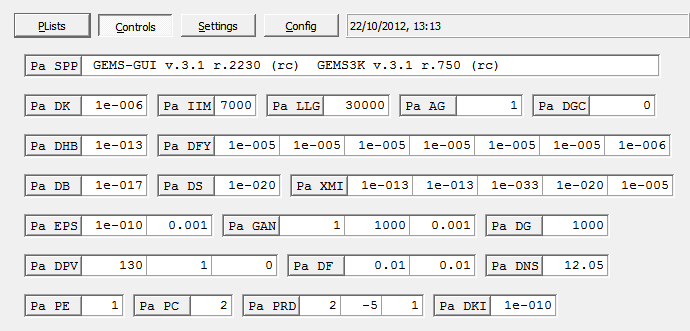 PLists Controls Settings Config 22/10/2012, 13:13
Pa SPP GEMS-GUI v.3.1 r.2230 (rc) GEMS3K v.3.1 r.750 (rc)
Pa DK 1e-006 Pa IIM 7000 Pa LLG 30000 Pa AG 1 Pa DGC 0
Pa DHB 1e-013 Pa DFY 1e-005 1e-005 1e-005 1e-005 1e-005 1e-005 1e-006
Pa DB 1e-017 Pa DS 1e-020 Pa XMI 1e-013 1e-013 1e-033 1e-020 1e-005
Pa EPS 1e-010 0.001 Pa GAN 1 1000 0.001 Pa DG 1000
Pa DPV 130 1 0 Pa DF 0.01 0.01 Pa DNS 12.05
Pa PE 1 Pa PC 2 Pa PRD 2 -5 1 Pa DKI 1e-010